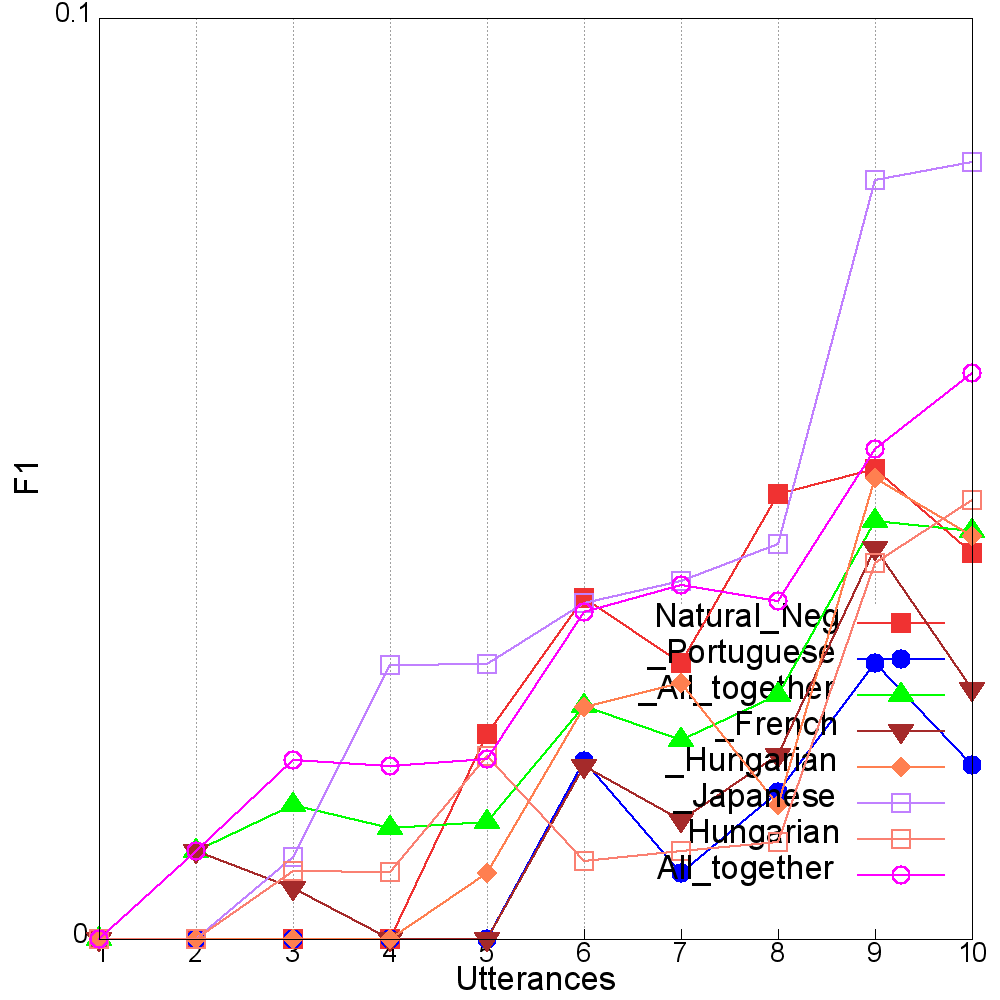 0.1
F1
Natural_Neg
_Portuguese
_All_together
_French
_Hungarian
_Japanese
Hungarian
All_together
0
1 2 3 4 5 6 7 8 9 10
Utterances